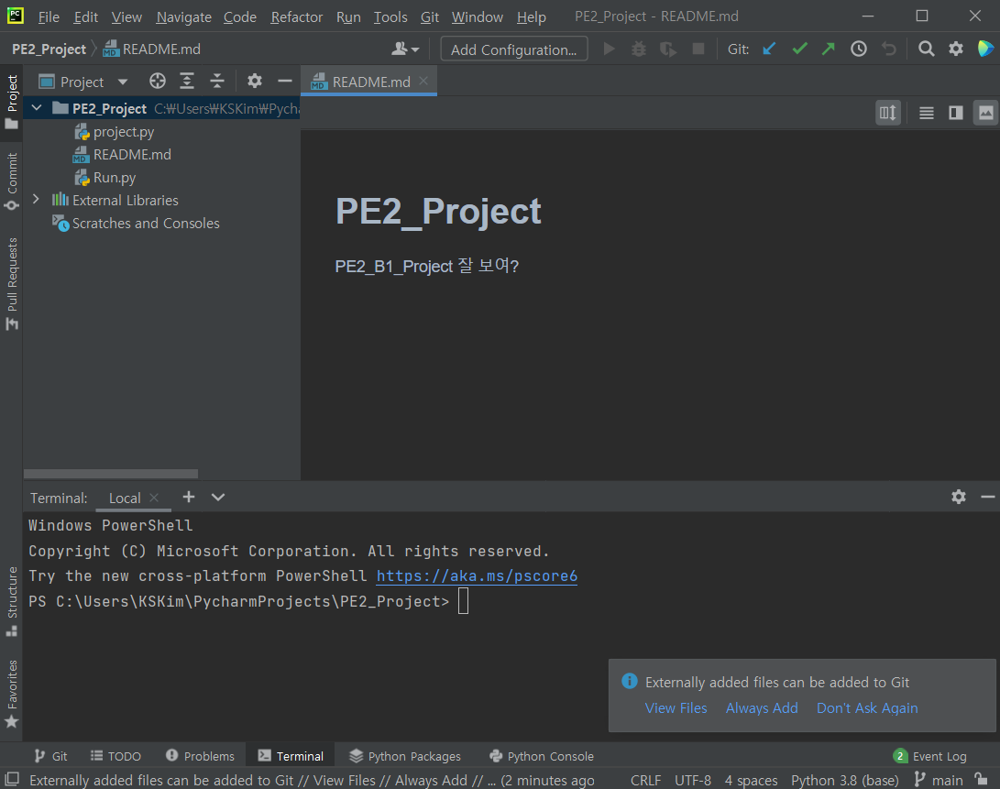 PC File Edit View Navigate Code Refactor Run Tools Git Window Help PE2_Project - README.md
PE2_Project README.md Add Configuration... Git:
Project README.md
PE2_Project C:₩Users₩KSKim₩Pycha
project.py
README.md
Run.py
External Libraries
Scratches and Consoles
Project
Commit
Pull Requests
Structure
Favorites
PE2_Project
PE2_B1_Project 잘 보여?
Terminal: Local
Windows PowerShell
Copyright (C) Microsoft Corporation. All rights reserved.
Try the new cross-platform PowerShell https://aka.ms/pscore6
PS C:\Users\KSKim\PycharmProjects\PE2_Project>
Externally added files can be added to Git
View Files Always Add Don't Ask Again
Git TODO Problems Terminal Python Packages Python Console 2 Event Log
Externally added files can be added to Git // View Files // Always Add // ... (2 minutes ago CRLF UTF-8 4 spaces Python 3.8 (base) main